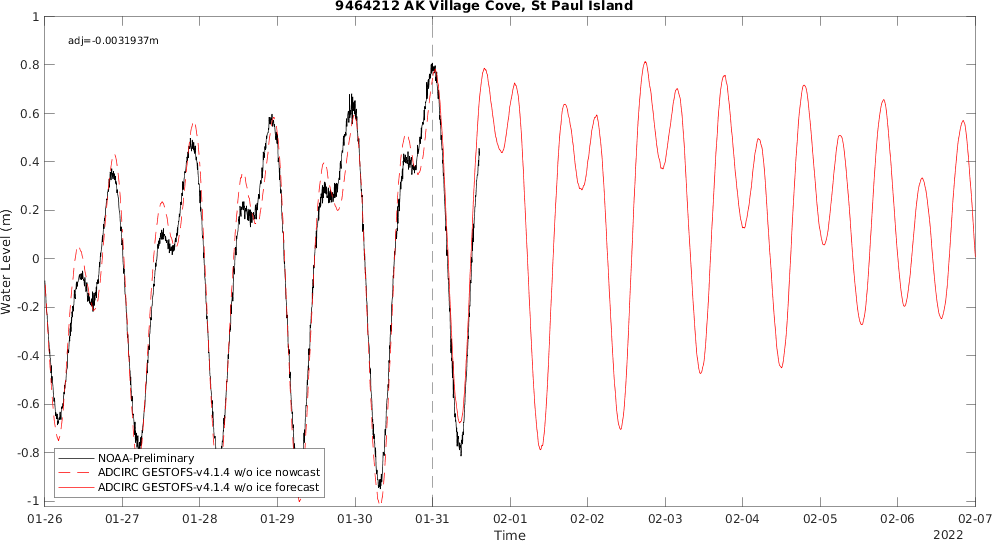 9464212 AK Village Cove, St Paul Island
adj=-0.0031937m
1
0.8
0.6
0.4
0.2
0
-0.2
-0.4
-0.6
-0.8
-1
Water Level (m)
NOAA-Preliminary
ADCIRC GESTOFS-v4.1.4 w/o ice nowcast
ADCIRC GESTOFS-v4.1.4 w/o ice forecast
01-26 01-27 01-28 01-29 01-30 01-31 02-01 02-02 02-03 02-04 02-05 02-06 02-07
Time
2022